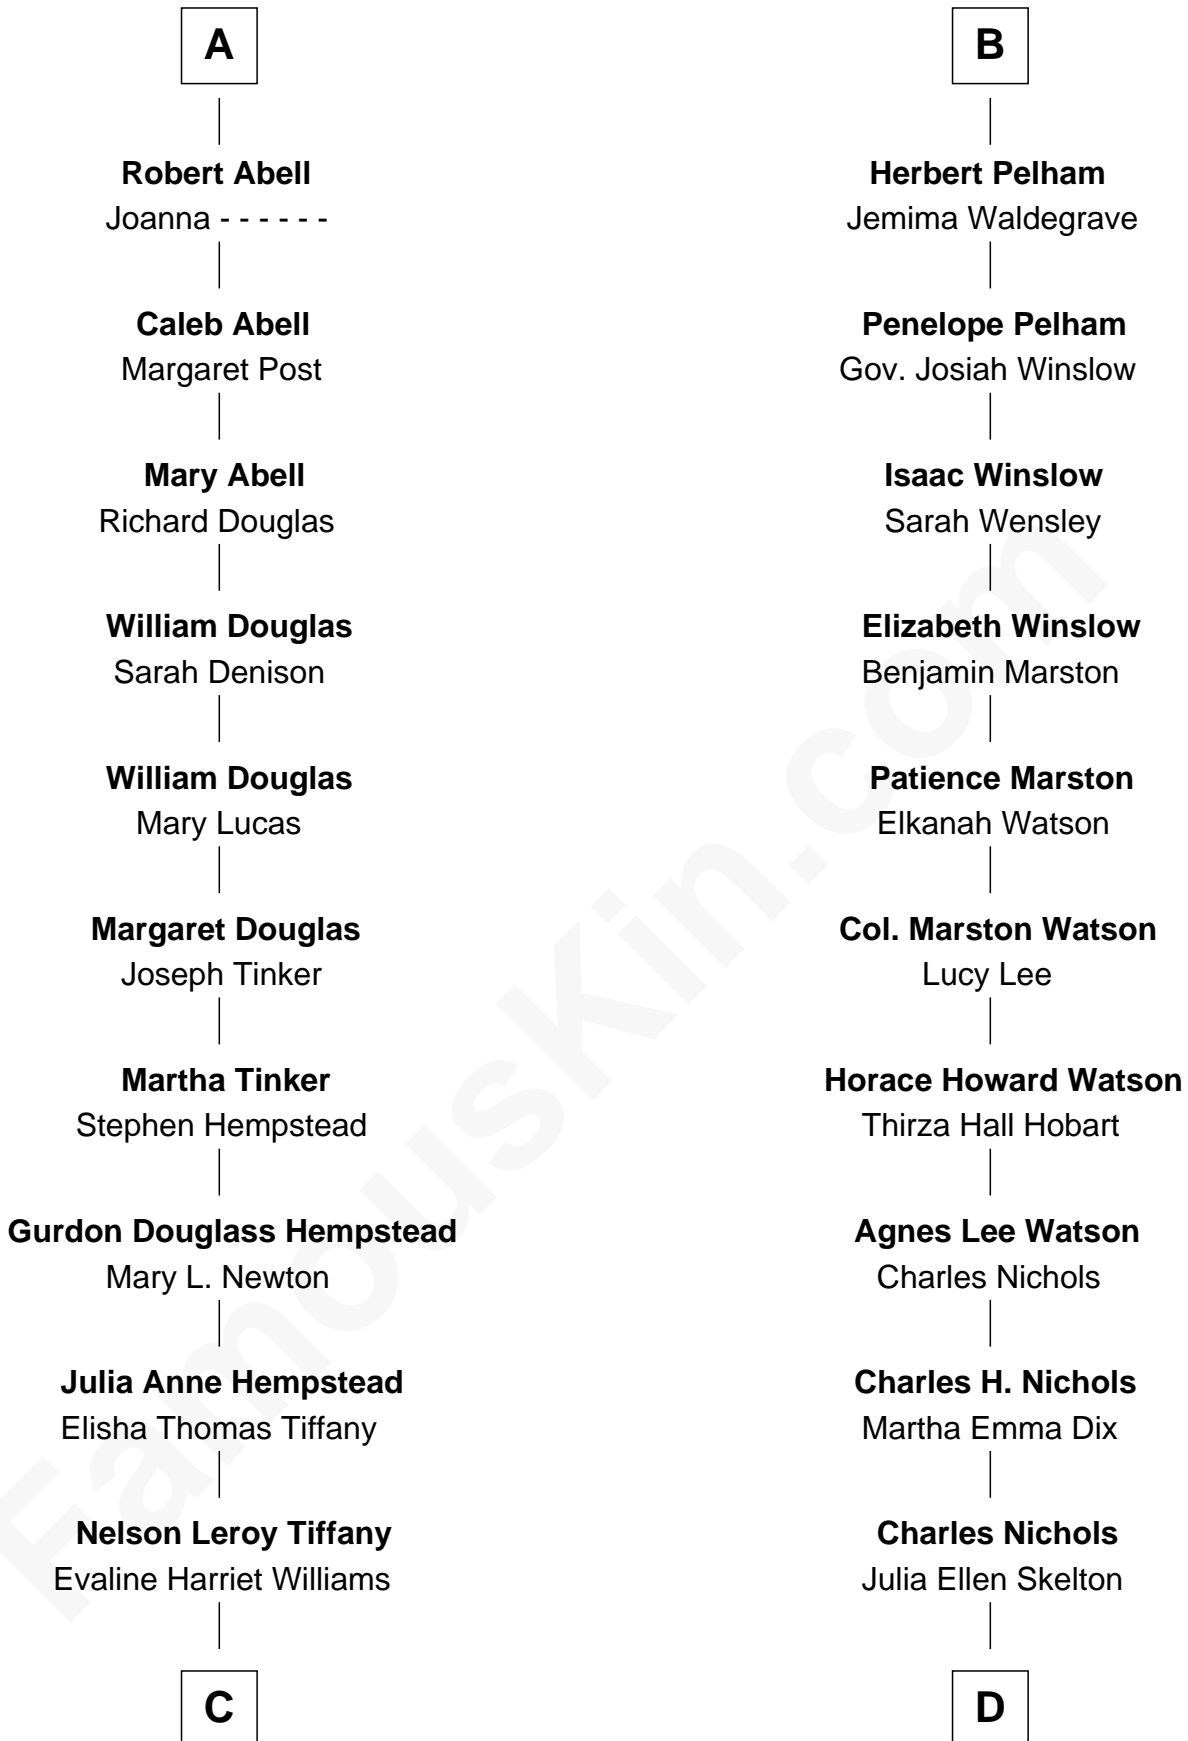 A
Robert Abell
Joanna - - - - - -
Caleb Abell
Margaret Post
Mary Abell
Richard Douglas
William Douglas
Sarah Denison
William Douglas
Mary Lucas
Margaret Douglas
Joseph Tinker
Martha Tinker
Stephen Hempstead
Gurdon Douglass Hempstead
Mary L. Newton
Julia Anne Hempstead
Elisha Thomas Tiffany
Nelson Leroy Tiffany
Evaline Harriet Williams
C
B
Herbert Pelham
Jemima Waldegrave
Penelope Pelham
Gov. Josiah Winslow
Isaac Winslow
Sarah Wensley
Elizabeth Winslow
Benjamin Marston
Patience Marston
Elkanah Watson
Col. Marston Watson
Lucy Lee
Horace Howard Watson
Thirza Hall Hobart
Agnes Lee Watson
Charles Nichols
Charles H. Nichols
Martha Emma Dix
Charles Nichols
Julia Ellen Skelton
D
FamousKin.com